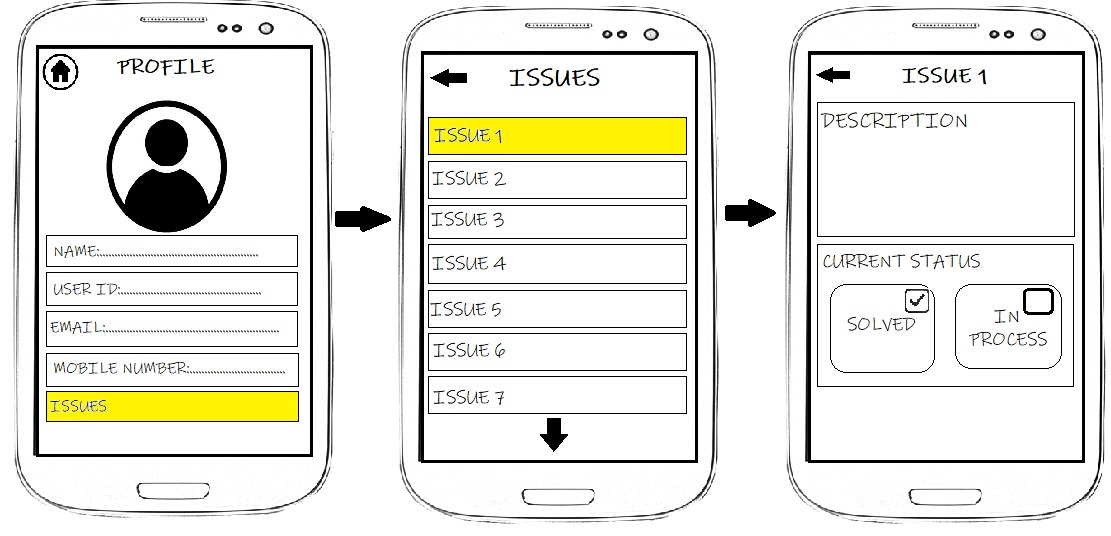 PROFILE
NAME:
USER ID:
EMAIL:
MOBILE NUMBER:
ISSUES
ISSUES
ISSUE 1
ISSUE 2
ISSUE 3
ISSUE 4
ISSUE 5
ISSUE 6
ISSUE 7
ISSUE 1
DESCRIPTION
CURRENT STATUS
SOLVED
IN
PROCESS